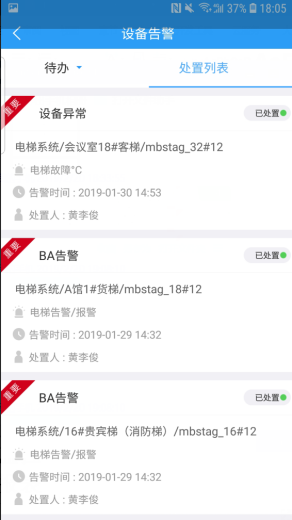 37% 18:05
设备告警
待办 处置列表
重要 设备异常 已处置
电梯系统/会议室18#客梯/mbstag_32#12
电梯故障°C
告警时间 : 2019-01-30 14:53
处置人 : 黄李俊
重要 BA告警 已处置
电梯系统/A馆1#货梯/mbstag_18#12
电梯告警/报警
告警时间 : 2019-01-29 14:32
处置人 : 黄李俊
重要 BA告警 已处置
电梯系统/16#贵宾梯（消防梯）/mbstag_16#12
电梯告警/报警
告警时间 : 2019-01-29 14:32
处置人 : 黄李俊